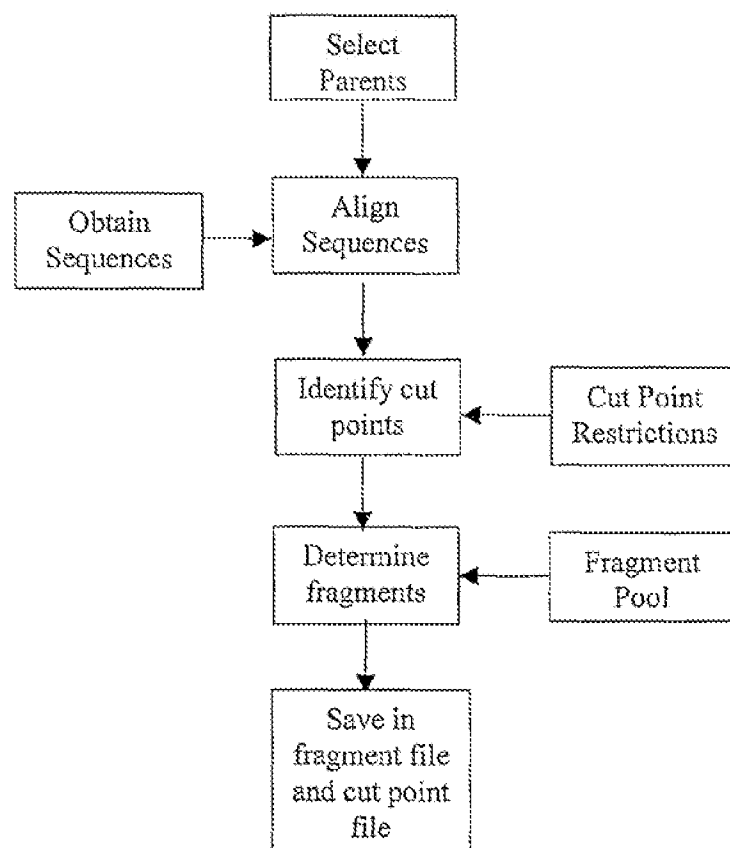 Select
Parents
Obtain
Sequences
Align
Sequences
Identify cut
points
Cut Point
Restrictions
Determine
fragments
Fragment
Pool
Save in
fragment file
and cut point
file